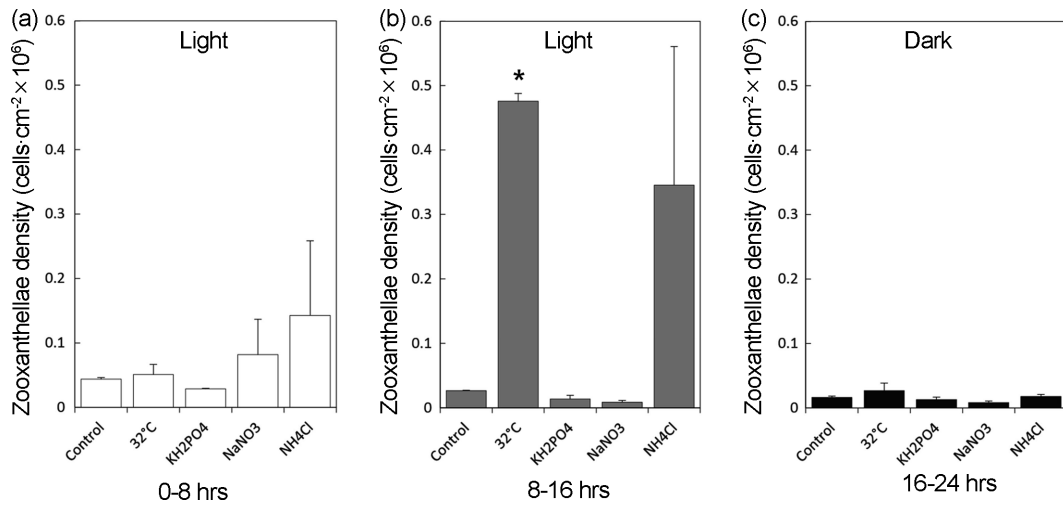 (a)
Light
Zooxanthellae density (cells·cm⁻² × 10⁶)
0.6
0.5
0.4
0.3
0.2
0.1
0
Control
32°C
KH2PO4
NaNO3
NH4Cl
0-8 hrs
(b)
Light
*
Zooxanthellae density (cells·cm⁻² × 10⁶)
0.6
0.5
0.4
0.3
0.2
0.1
0
Control
32°C
KH2PO4
NaNO3
NH4Cl
8-16 hrs
(c)
Dark
Zooxanthellae density (cells·cm⁻² × 10⁶)
0.6
0.5
0.4
0.3
0.2
0.1
0
Control
32°C
KH2PO4
NaNO3
NH4Cl
16-24 hrs